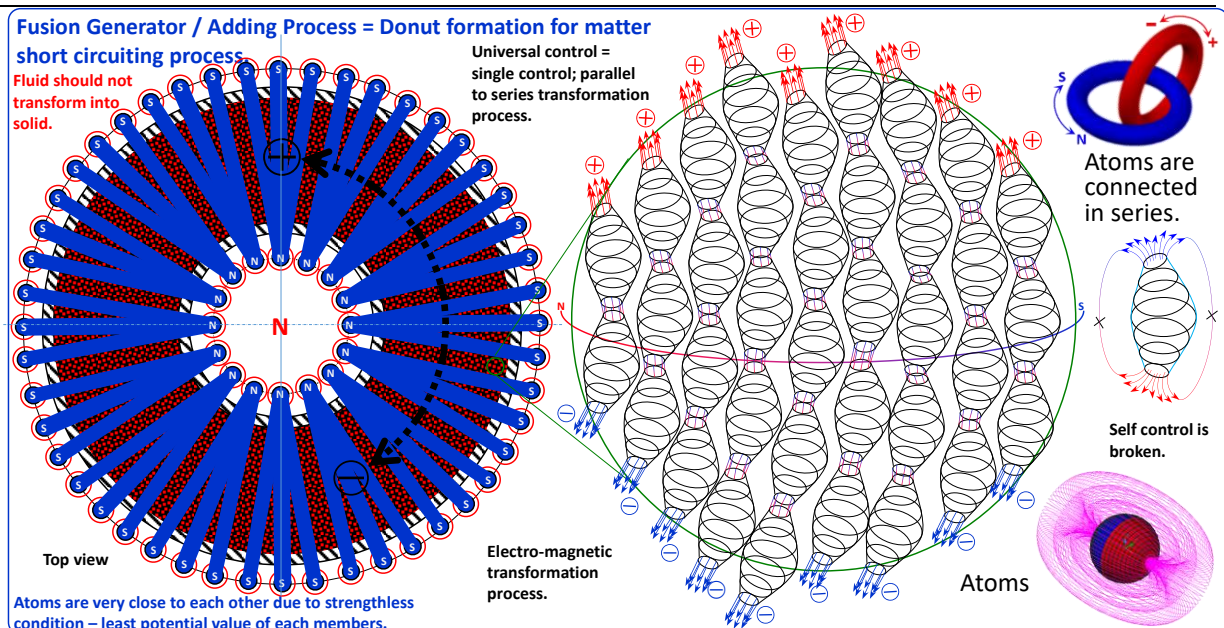 Fusion Generator / Adding Process = Donut formation for matter
short circuiting process.
Fluid should not
transform into
solid.
Universal control =
single control; parallel
to series transformation
process.
Atoms are
connected
in series.
Self control is
broken.
Top view
Electro-magnetic
transformation
process.
Atoms
Atoms are very close to each other due to strengthless
condition – least potential value of each members.
N
N
S
S
N
- +
+
−